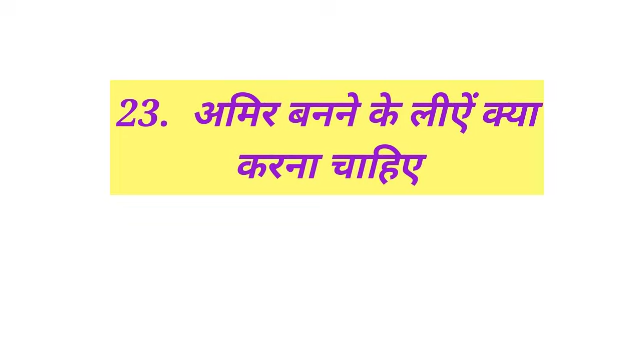 23. अमिर बनने के लीऐं क्या
करना चाहिए